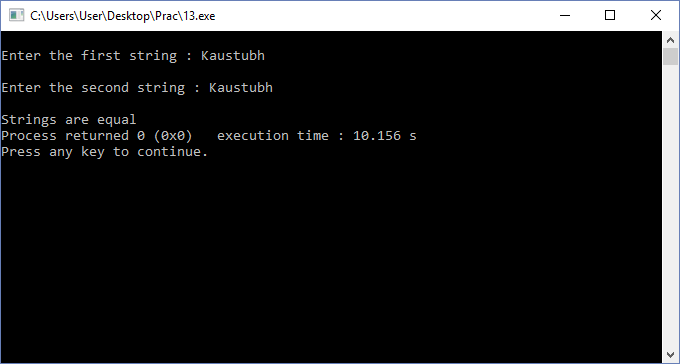 C:\Users\User\Desktop\Prac\13.exe
Enter the first string : Kaustubh
Enter the second string : Kaustubh
Strings are equal
Process returned 0 (0x0)   execution time : 10.156 s
Press any key to continue.